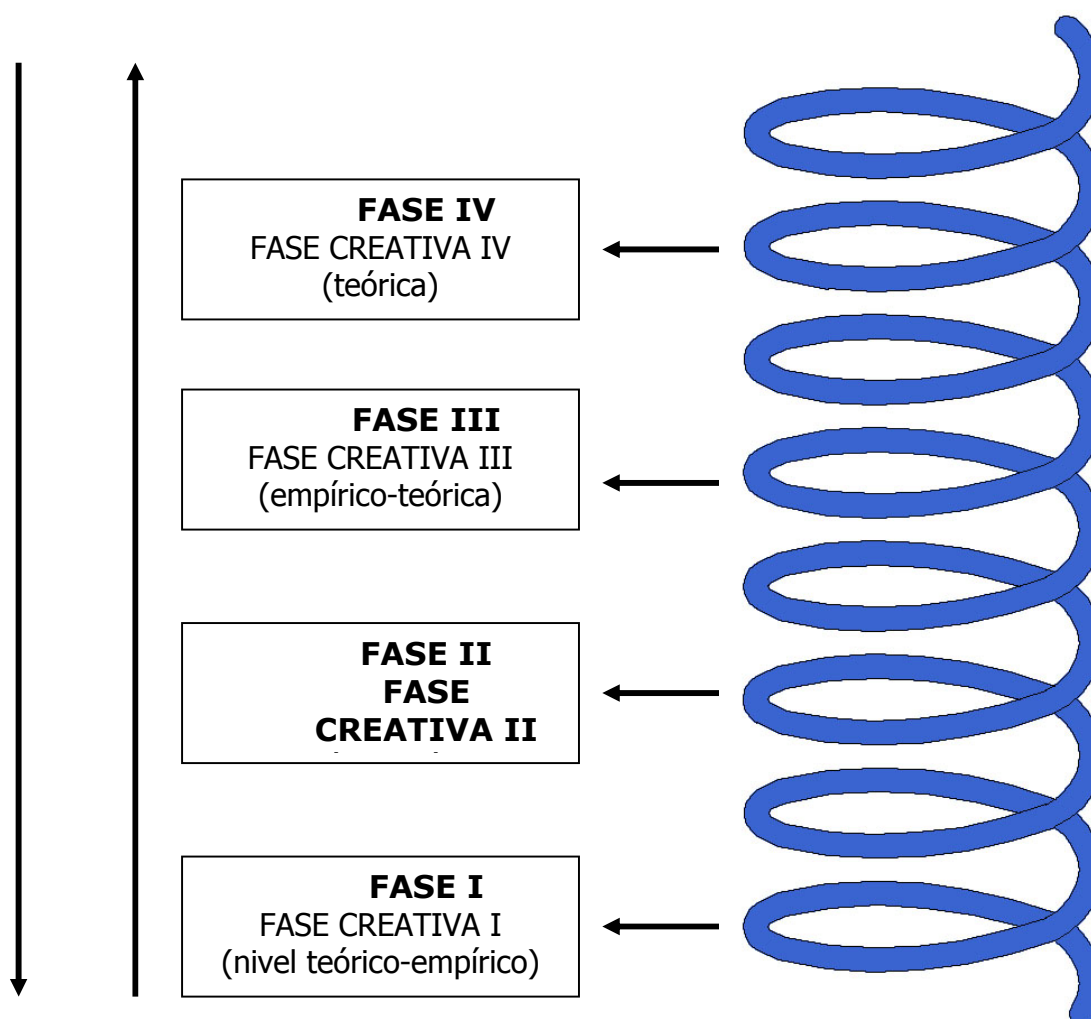 FASE IV
FASE CREATIVA IV
(teórica)
FASE III
FASE CREATIVA III
(empírico-teórica)
FASE II
FASE
CREATIVA II
FASE I
FASE CREATIVA I
(nivel teórico-empírico)